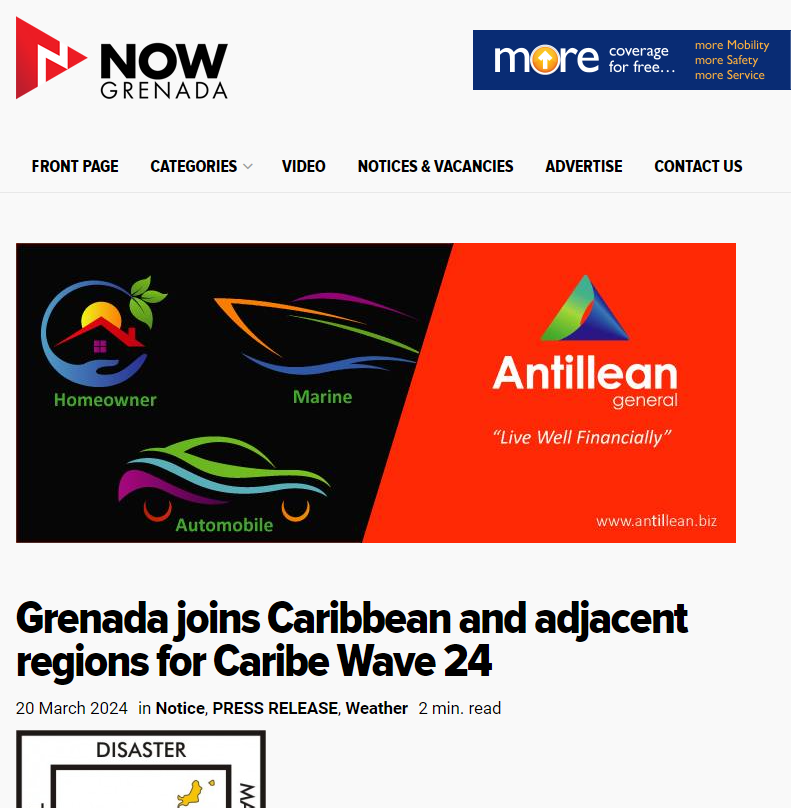 NOW
GRENADA
more coverage for free...
more Mobility
more Safety
more Service
FRONT PAGE CATEGORIES VIDEO NOTICES & VACANCIES ADVERTISE CONTACT US
Homeowner
Marine
Automobile
Antillean
general
“Live Well Financially”
www.antillean.biz
Grenada joins Caribbean and adjacent
regions for Caribe Wave 24
20 March 2024 in Notice, PRESS RELEASE, Weather 2 min. read
DISASTER